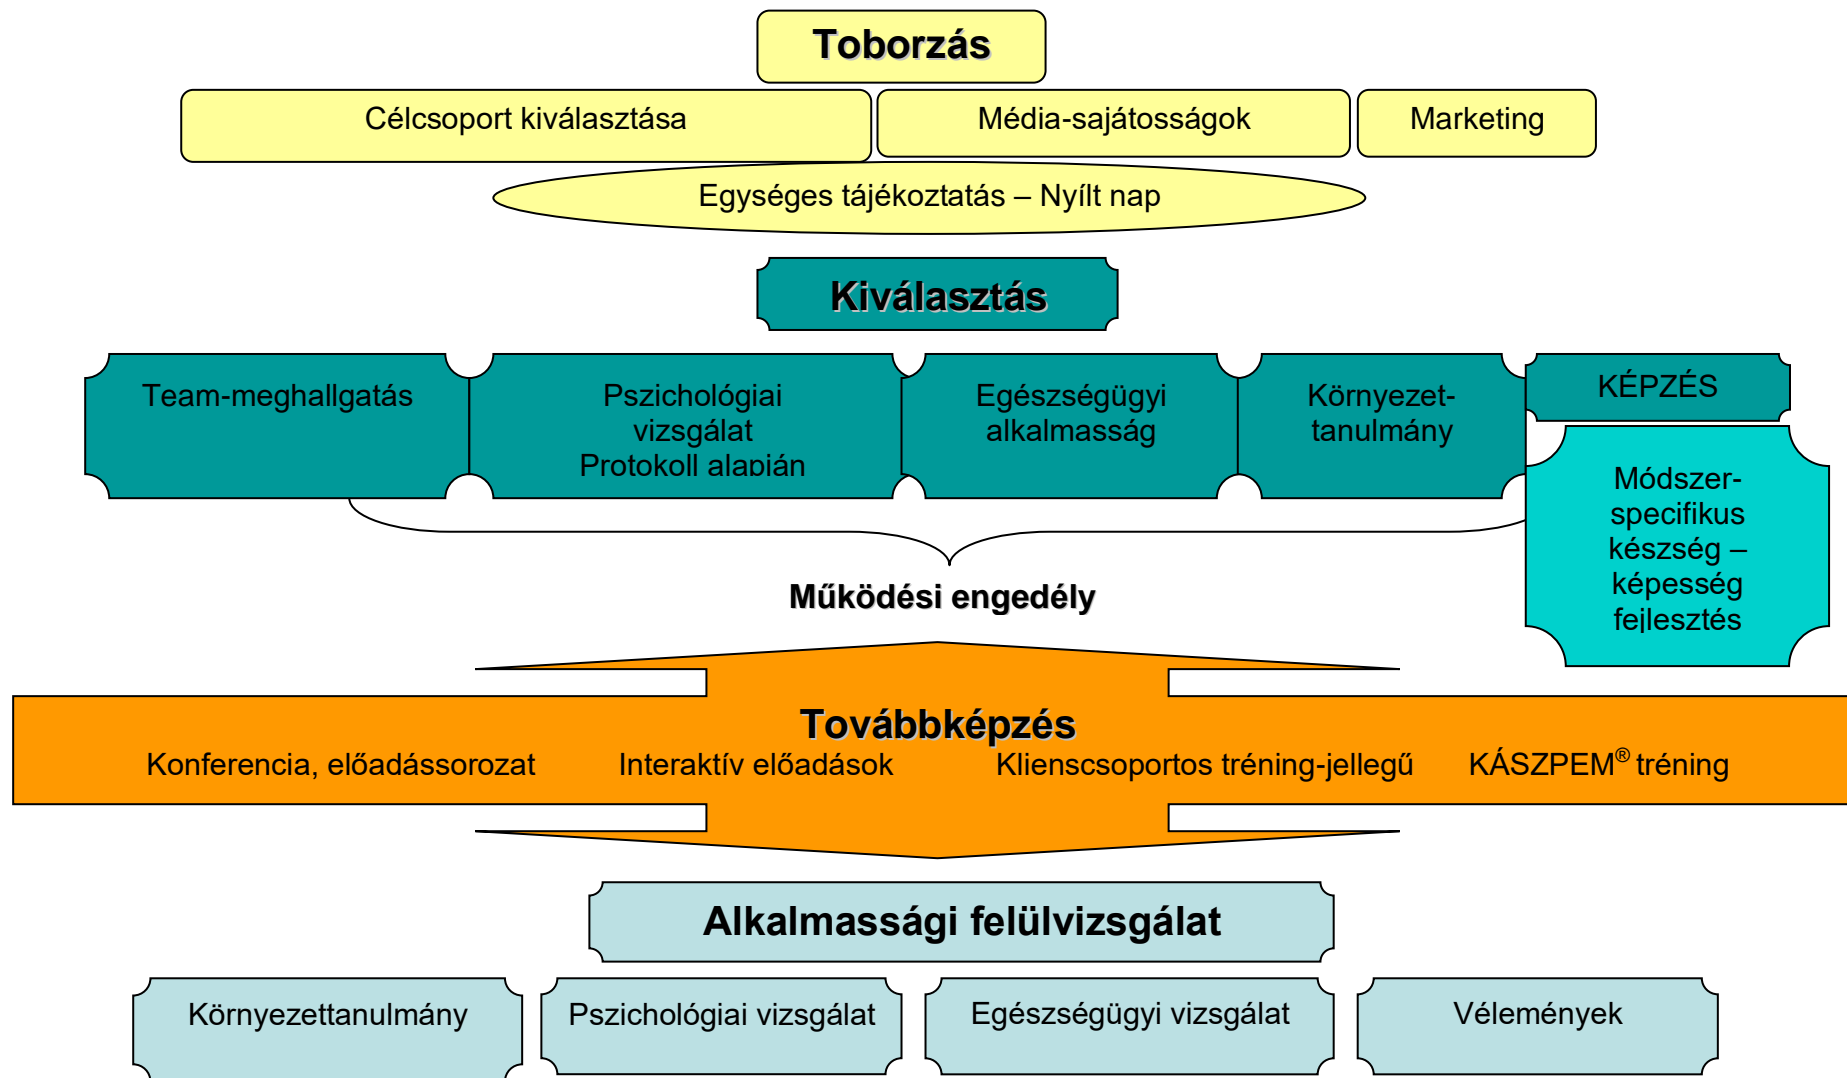 Toborzás
Célcsoport kiválasztása
Média-sajátosságok
Marketing
Egységes tájékoztatás – Nyílt nap
Kiválasztás
Team-meghallgatás
Pszichológiai
vizsgálat
Protokoll alapján
Egészségügyi
alkalmasság
Környezet-
tanulmány
KÉPZÉS
Módszer-
specifikus
készség –
képesség
fejlesztés
Működési engedély
Továbbképzés
Konferencia, előadássorozat
Interaktív előadások
Klienscsoportos tréning-jellegű
KÁSZPEM® tréning
Alkalmassági felülvizsgálat
Környezettanulmány
Pszichológiai vizsgálat
Egészségügyi vizsgálat
Vélemények